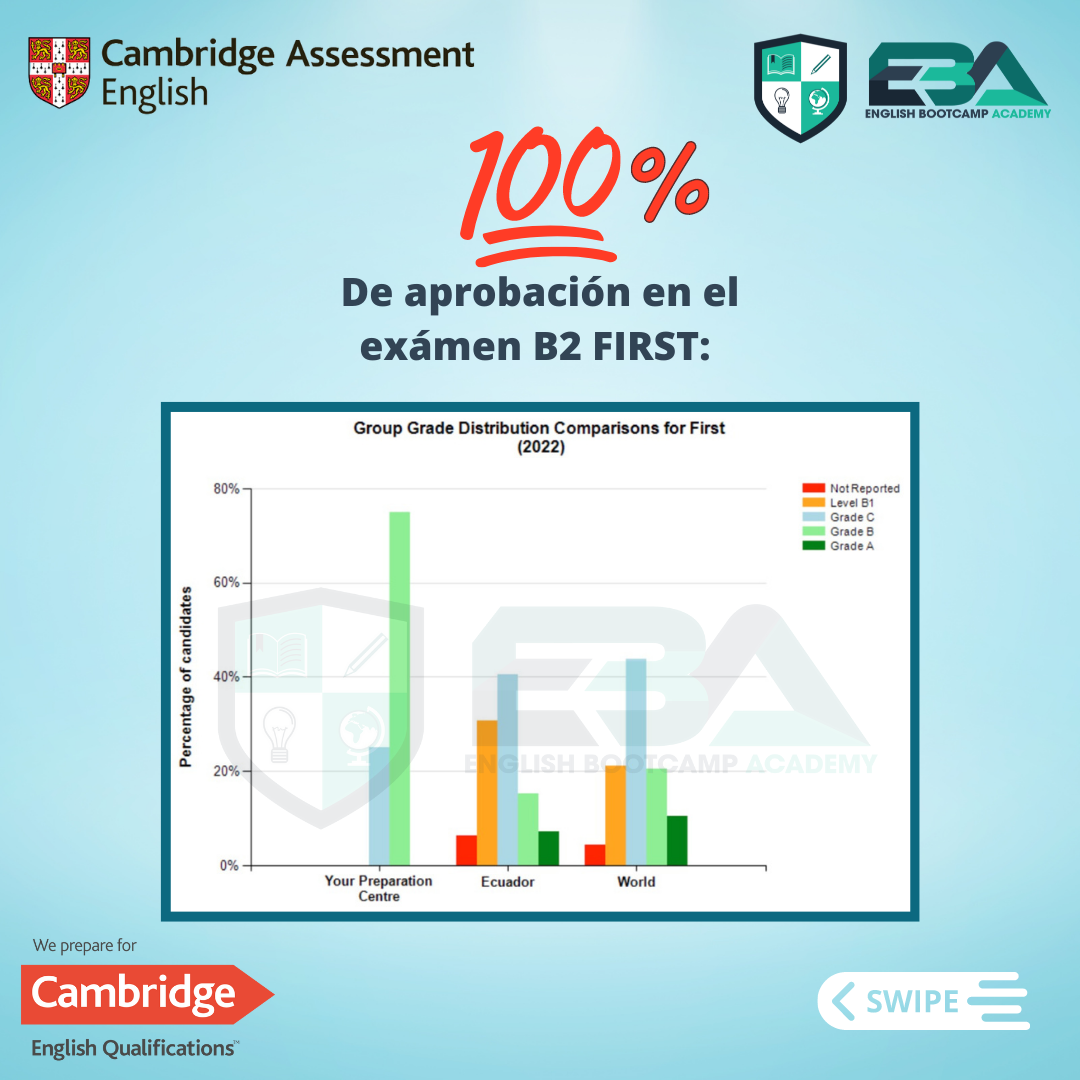 Cambridge Assessment
English
EBA
ENGLISH BOOTCAMP ACADEMY
100%
De aprobación en el
exámen B2 FIRST:
Group Grade Distribution Comparisons for First
(2022)
80%
60%
40%
20%
0%
Percentage of candidates
Not Reported
Level B1
Grade C
Grade B
Grade A
EBA
ENGLISH BOOTCAMP ACADEMY
Your Preparation
Centre
Ecuador
World
We prepare for
Cambridge
English Qualifications™
SWIPE